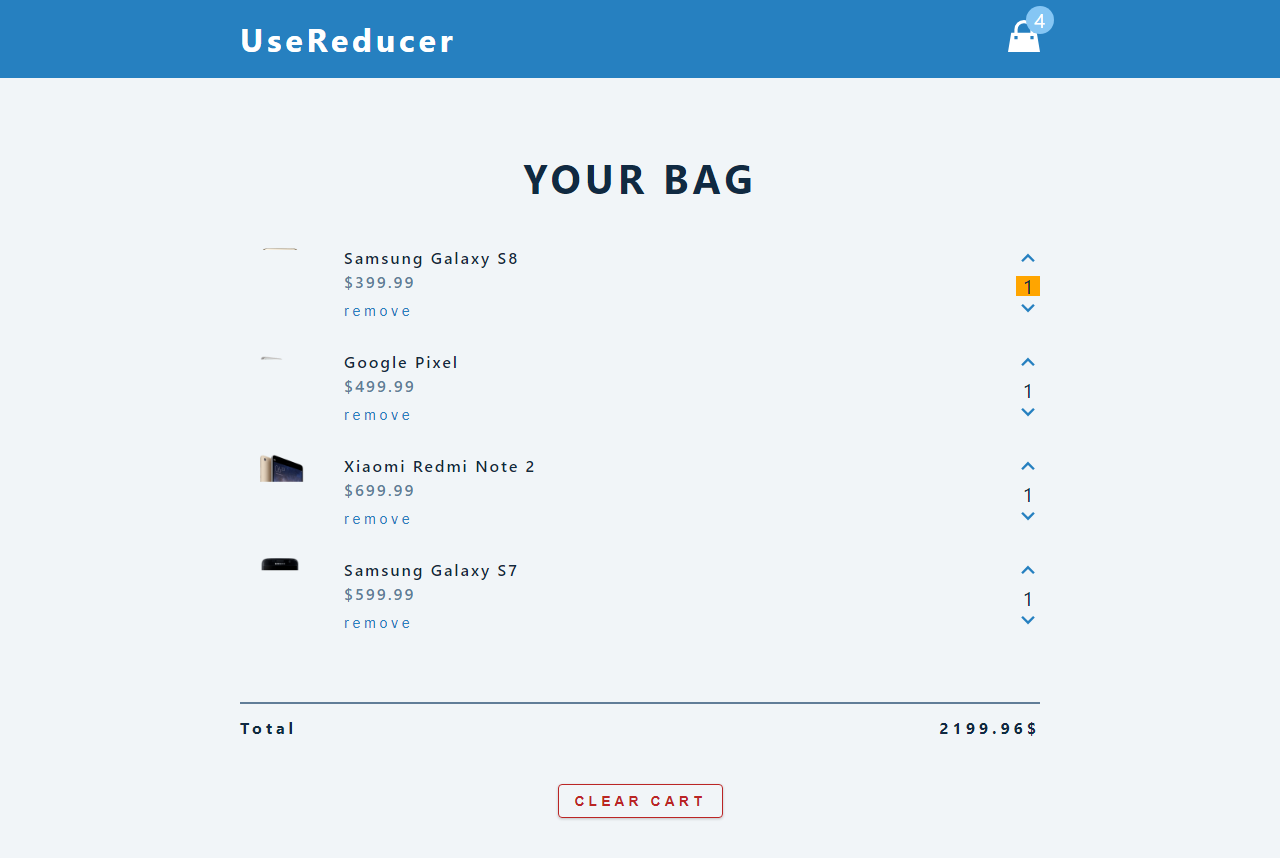 UseReducer
4
YOUR BAG
Samsung Galaxy S8
$399.99
1
remove
Google Pixel
$499.99
1
remove
Xiaomi Redmi Note 2
$699.99
1
remove
Samsung Galaxy S7
$599.99
1
remove
Total 2199.96$
CLEAR CART